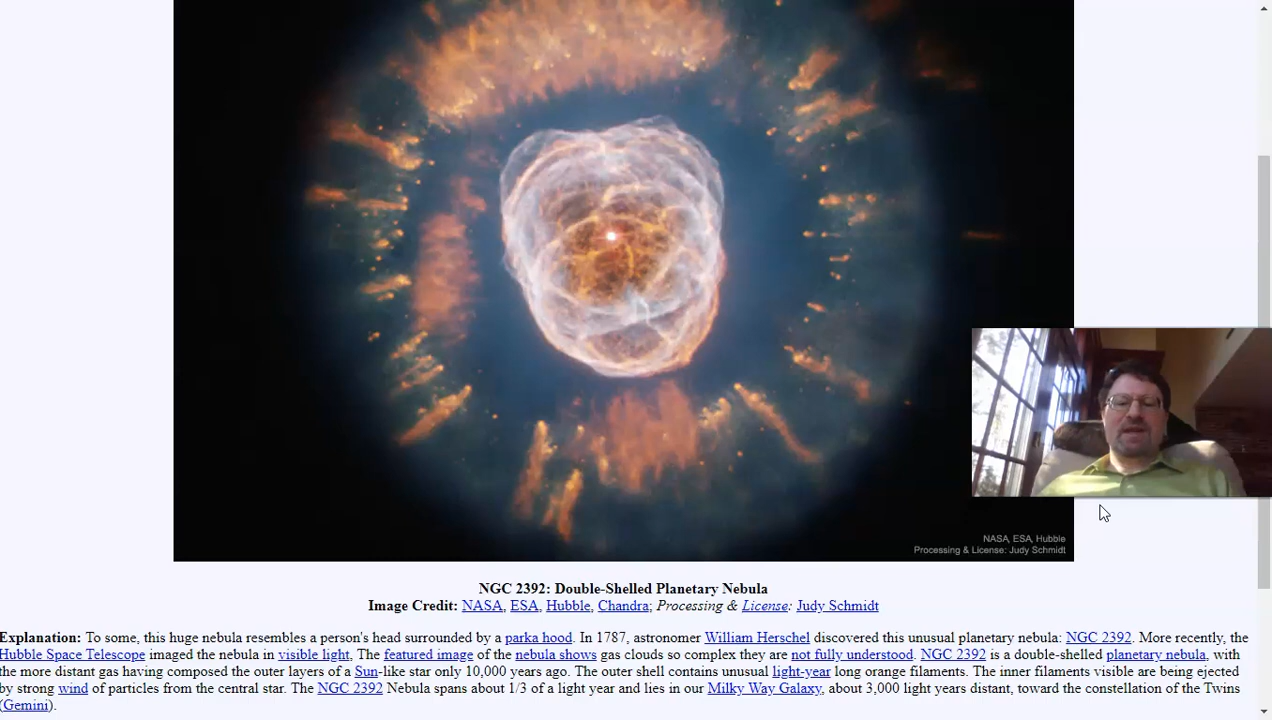 NASA, ESA, Hubble
Processing & License: Judy Schmidt
NGC 2392: Double-Shelled Planetary Nebula
Image Credit: NASA, ESA, Hubble, Chandra; Processing & License: Judy Schmidt
Explanation: To some, this huge nebula resembles a person's head surrounded by a parka hood. In 1787, astronomer William Herschel discovered this unusual planetary nebula: NGC 2392. More recently, the
Hubble Space Telescope imaged the nebula in visible light, The featured image of the nebula shows gas clouds so complex they are not fully understood. NGC 2392 is a double-shelled planetary nebula, with
the more distant gas having composed the outer layers of a Sun-like star only 10,000 years ago. The outer shell contains unusual light-year long orange filaments. The inner filaments visible are being ejected
by strong wind of particles from the central star. The NGC 2392 Nebula spans about 1/3 of a light year and lies in our Milky Way Galaxy, about 3,000 light years distant, toward the constellation of the Twins
(Gemini).